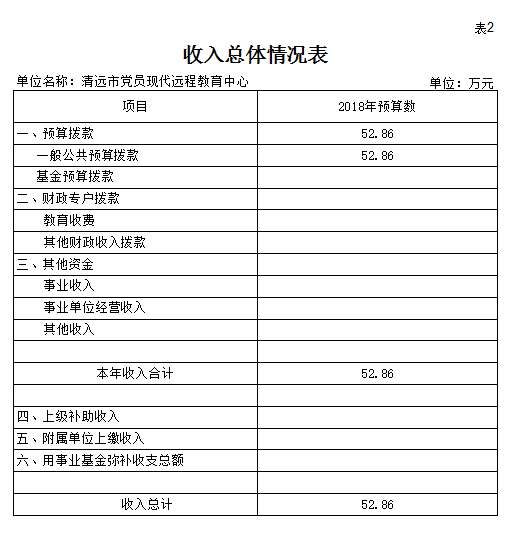 表2
收入总体情况表
单位名称：清远市党员现代远程教育中心 单位：万元
项目 2018年预算数
一、预算拨款 52.86
一般公共预算拨款 52.86
基金预算拨款
二、财政专户拨款
教育收费
其他财政收入拨款
三、其他资金
事业收入
事业单位经营收入
其他收入
本年收入合计 52.86
四、上级补助收入
五、附属单位上缴收入
六、用事业基金弥补收支总额
收入总计 52.86